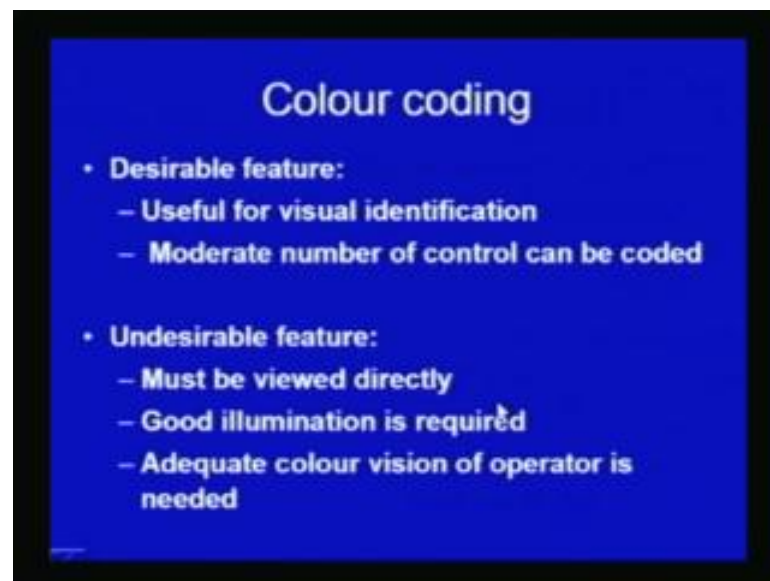 Colour coding
• Desirable feature:
– Useful for visual identification
– Moderate number of control can be coded
• Undesirable feature:
– Must be viewed directly
– Good illumination is required
– Adequate colour vision of operator is
needed